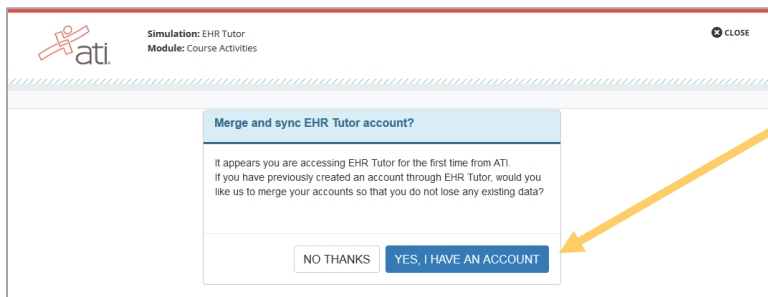 ati
Simulation: EHR Tutor
Module: Course Activities
CLOSE
Merge and sync EHR Tutor account?
It appears you are accessing EHR Tutor for the first time from ATI.
If you have previously created an account through EHR Tutor, would you
like us to merge your accounts so that you do not lose any existing data?
NO THANKS
YES, I HAVE AN ACCOUNT